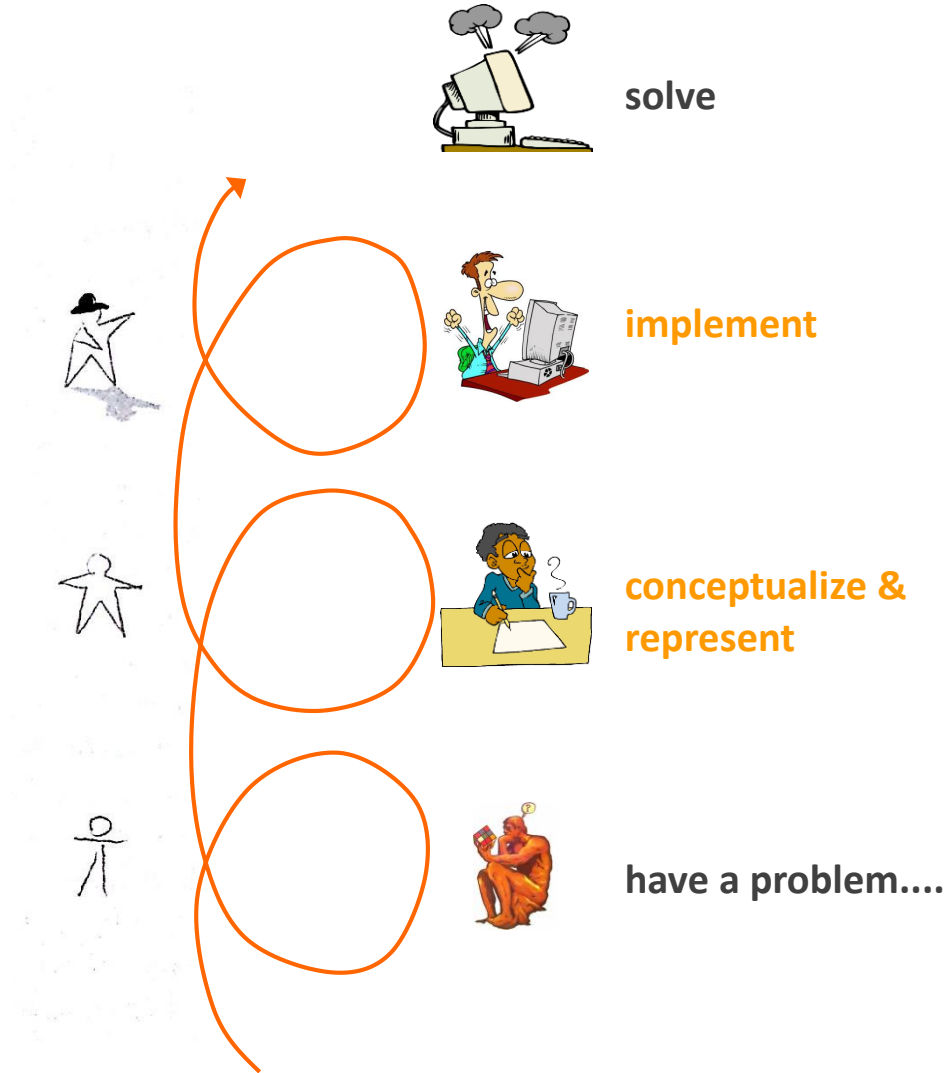 solve
implement
conceptualize &
represent
?
have a problem....